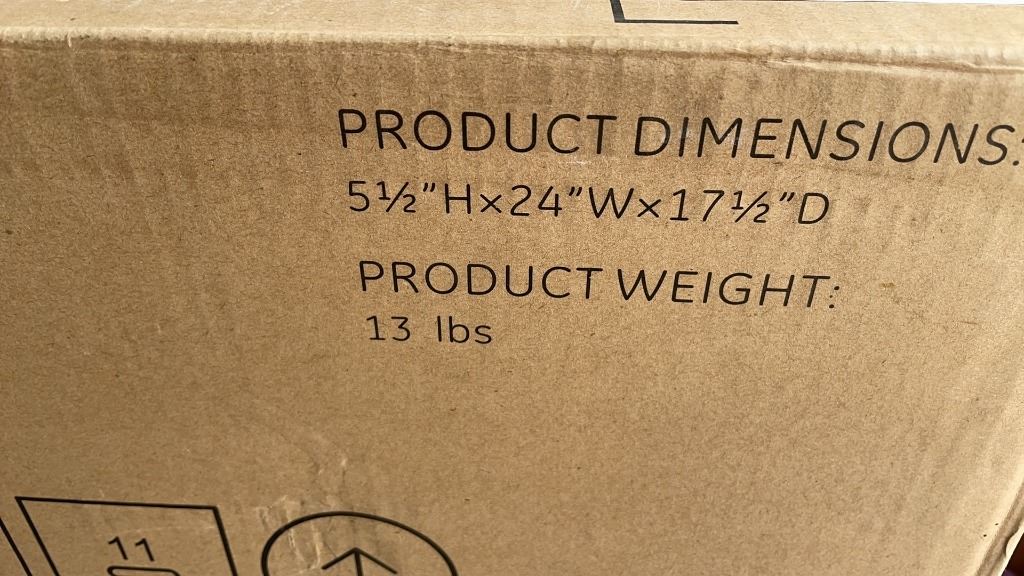 PRODUCT DIMENSIONS:
5½"H×24"W×17½"D
PRODUCT WEIGHT:
13 lbs
11